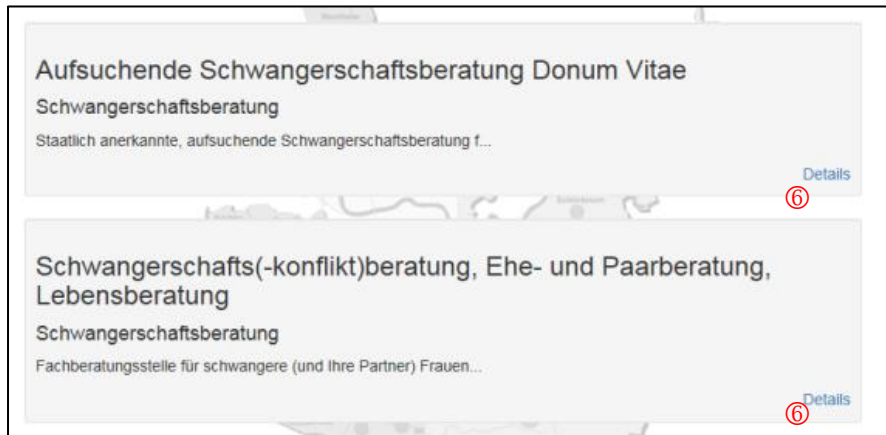 Aufsuchende Schwangerschaftsberatung Donum Vitae
Schwangerschaftsberatung
Staatlich anerkannte, aufsuchende Schwangerschaftsberatung f...
Details
⑥
Schwangerschafts(-konflikt)beratung, Ehe- und Paarberatung,
Lebensberatung
Schwangerschaftsberatung
Fachberatungsstelle für schwangere (und Ihre Partner) Frauen...
Details
⑥